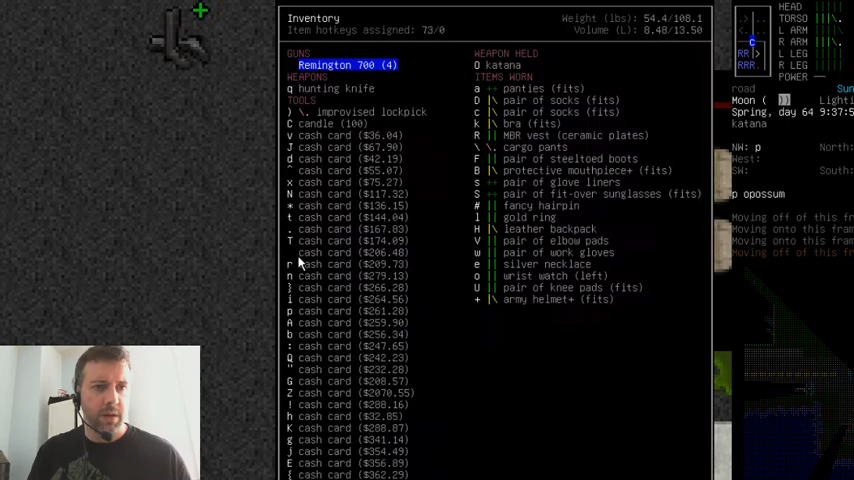 Inventory
Item hotkeys assigned: 73/0
Weight (lbs): 54.4/108.1
Volume (L): 8.48/13.50
GUNS
Remington 700 (4)
WEAPONS
q hunting knife
TOOLS
) \. improvised lockpick
C candle (100)
v cash card ($36.04)
J cash card ($67.90)
d cash card ($42.19)
^ cash card ($55.07)
x cash card ($75.27)
N cash card ($117.32)
* cash card ($136.15)
t cash card ($144.04)
. cash card ($167.83)
T cash card ($174.09)
cash card ($206.48)
r cash card ($209.73)
n cash card ($279.13)
} cash card ($266.28)
i cash card ($264.56)
p cash card ($261.28)
A cash card ($259.90)
b cash card ($256.34)
: cash card ($247.65)
Q cash card ($242.23)
" cash card ($232.28)
G cash card ($208.57)
Z cash card ($2070.55)
! cash card ($288.16)
h cash card ($32.85)
K cash card ($288.87)
g cash card ($341.14)
j cash card ($354.49)
E cash card ($356.89)
{ cash card ($362.29)
WEAPON HELD
O katana
ITEMS WORN
a ++ panties (fits)
D |\ pair of socks (fits)
c |\ pair of socks (fits)
k |\ bra (fits)
R || MBR vest (ceramic plates)
\ \. cargo pants
F || pair of steeltoed boots
B |\ protective mouthpiece+ (fits)
s ++ pair of glove liners
S ++ pair of fit-over sunglasses (fits)
# || fancy hairpin
l || gold ring
H |\ leather backpack
V || pair of elbow pads
w || pair of work gloves
e || silver necklace
o || wrist watch (left)
U || pair of knee pads (fits)
+ |\ army helmet+ (fits)
HEAD
TORSO |||\
L ARM
R ARM |||\
L LEG
R LEG
POWER --
C
RR >
RRR.
road Sun
Moon ( )) Lighti
Spring, day 64 9:37:5
katana
NW: p North:
West:
SW: South:
p opossum
Moving off of this fr
Moving onto this fram
Moving off of this fr